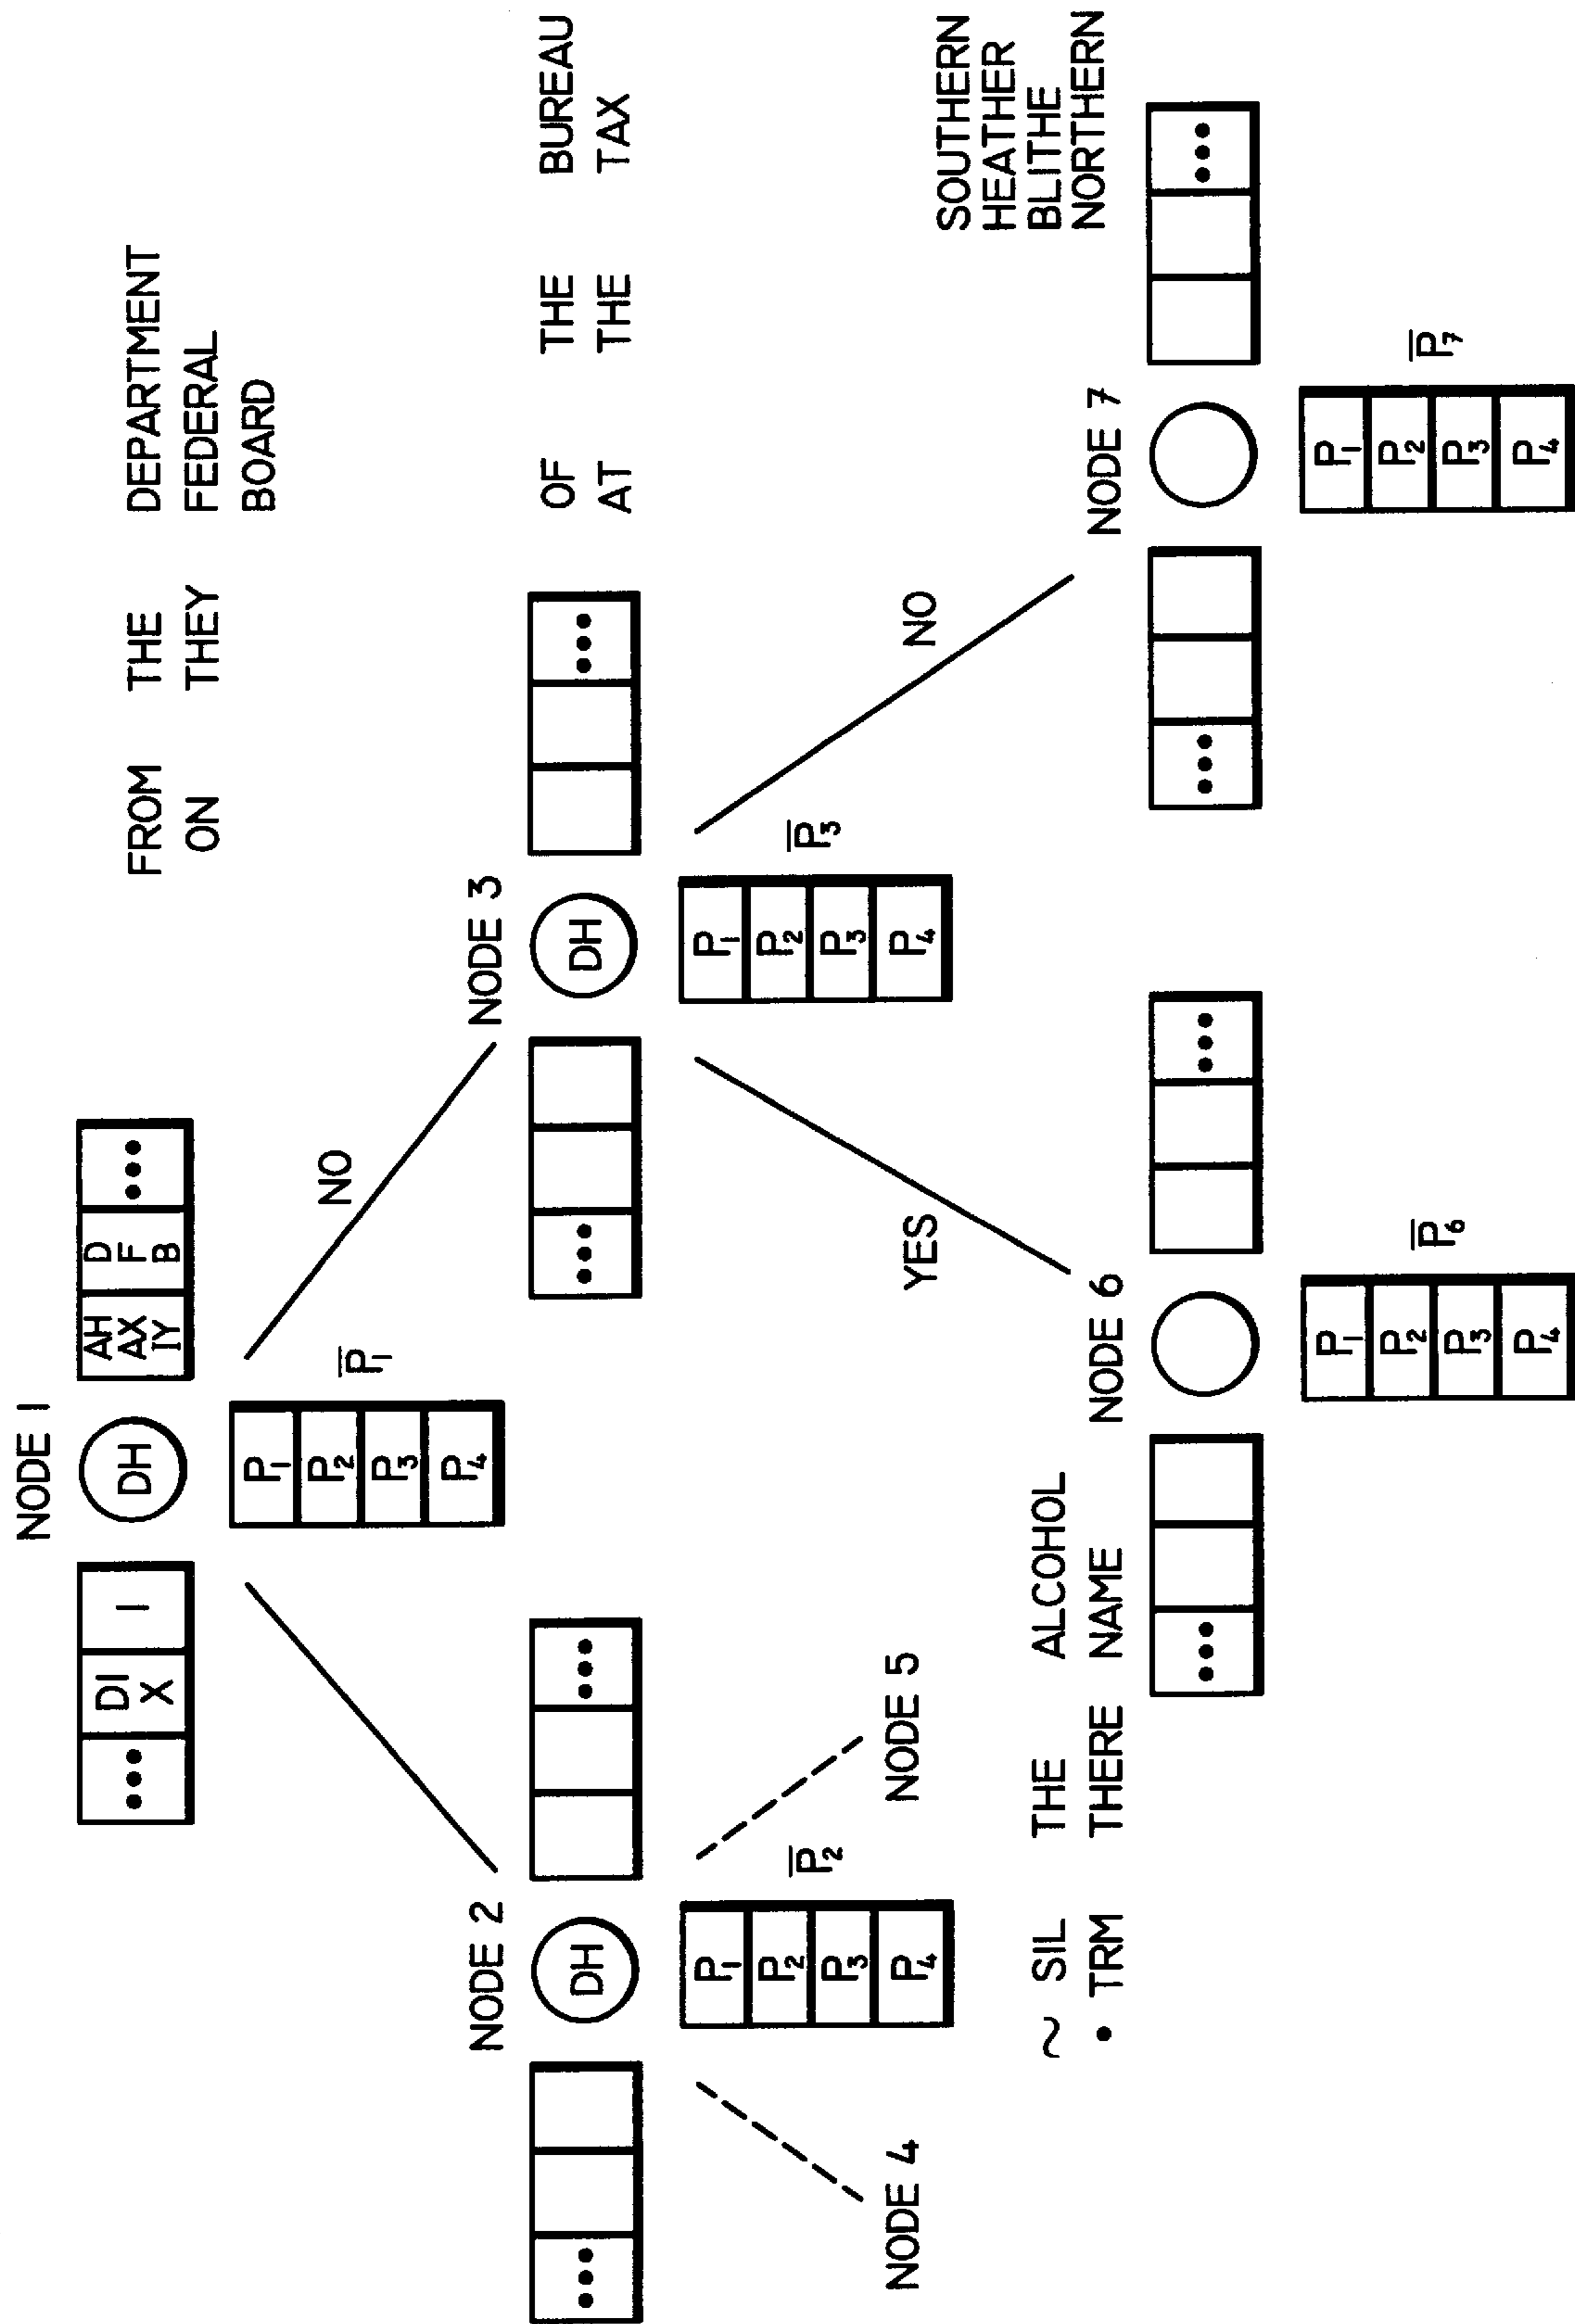 NODE 1
••• DI X I DH AH AX IY D F B •••
P1
P2
P3
P4
P̅1
NO
FROM THE DEPARTMENT
ON THEY FEDERAL
BOARD
NODE 2
••• DH •••
P1
P2
P3
P4
P̅2
NODE 4
NODE 5
NODE 3
••• DH •••
P1
P2
P3
P4
P̅3
OF THE BUREAU
AT THE TAX
YES
NO
~ SIL THE ALCOHOL
• TRM THERE NAME
NODE 6
••• •••
P1
P2
P3
P4
P̅6
NODE 7
••• •••
P1
P2
P3
P4
P̅7
SOUTHERN
HEATHER
BLITHE
NORTHERN